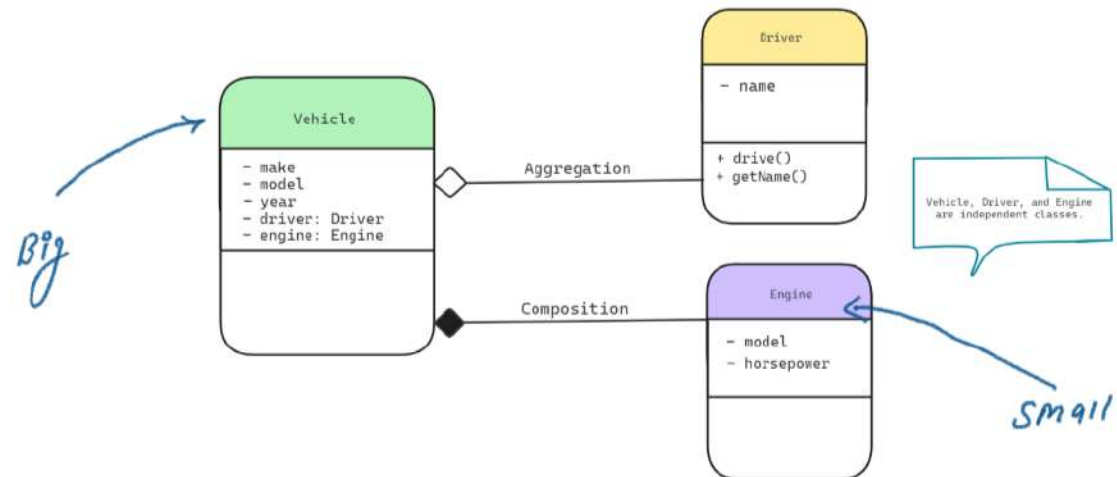 Big
Vehicle
- make
- model
- year
- driver: Driver
- engine: Engine
Aggregation
Composition
Driver
- name
+ drive()
+ getName()
Engine
- model
- horsepower
Vehicle, Driver, and Engine
are independent classes.
Small